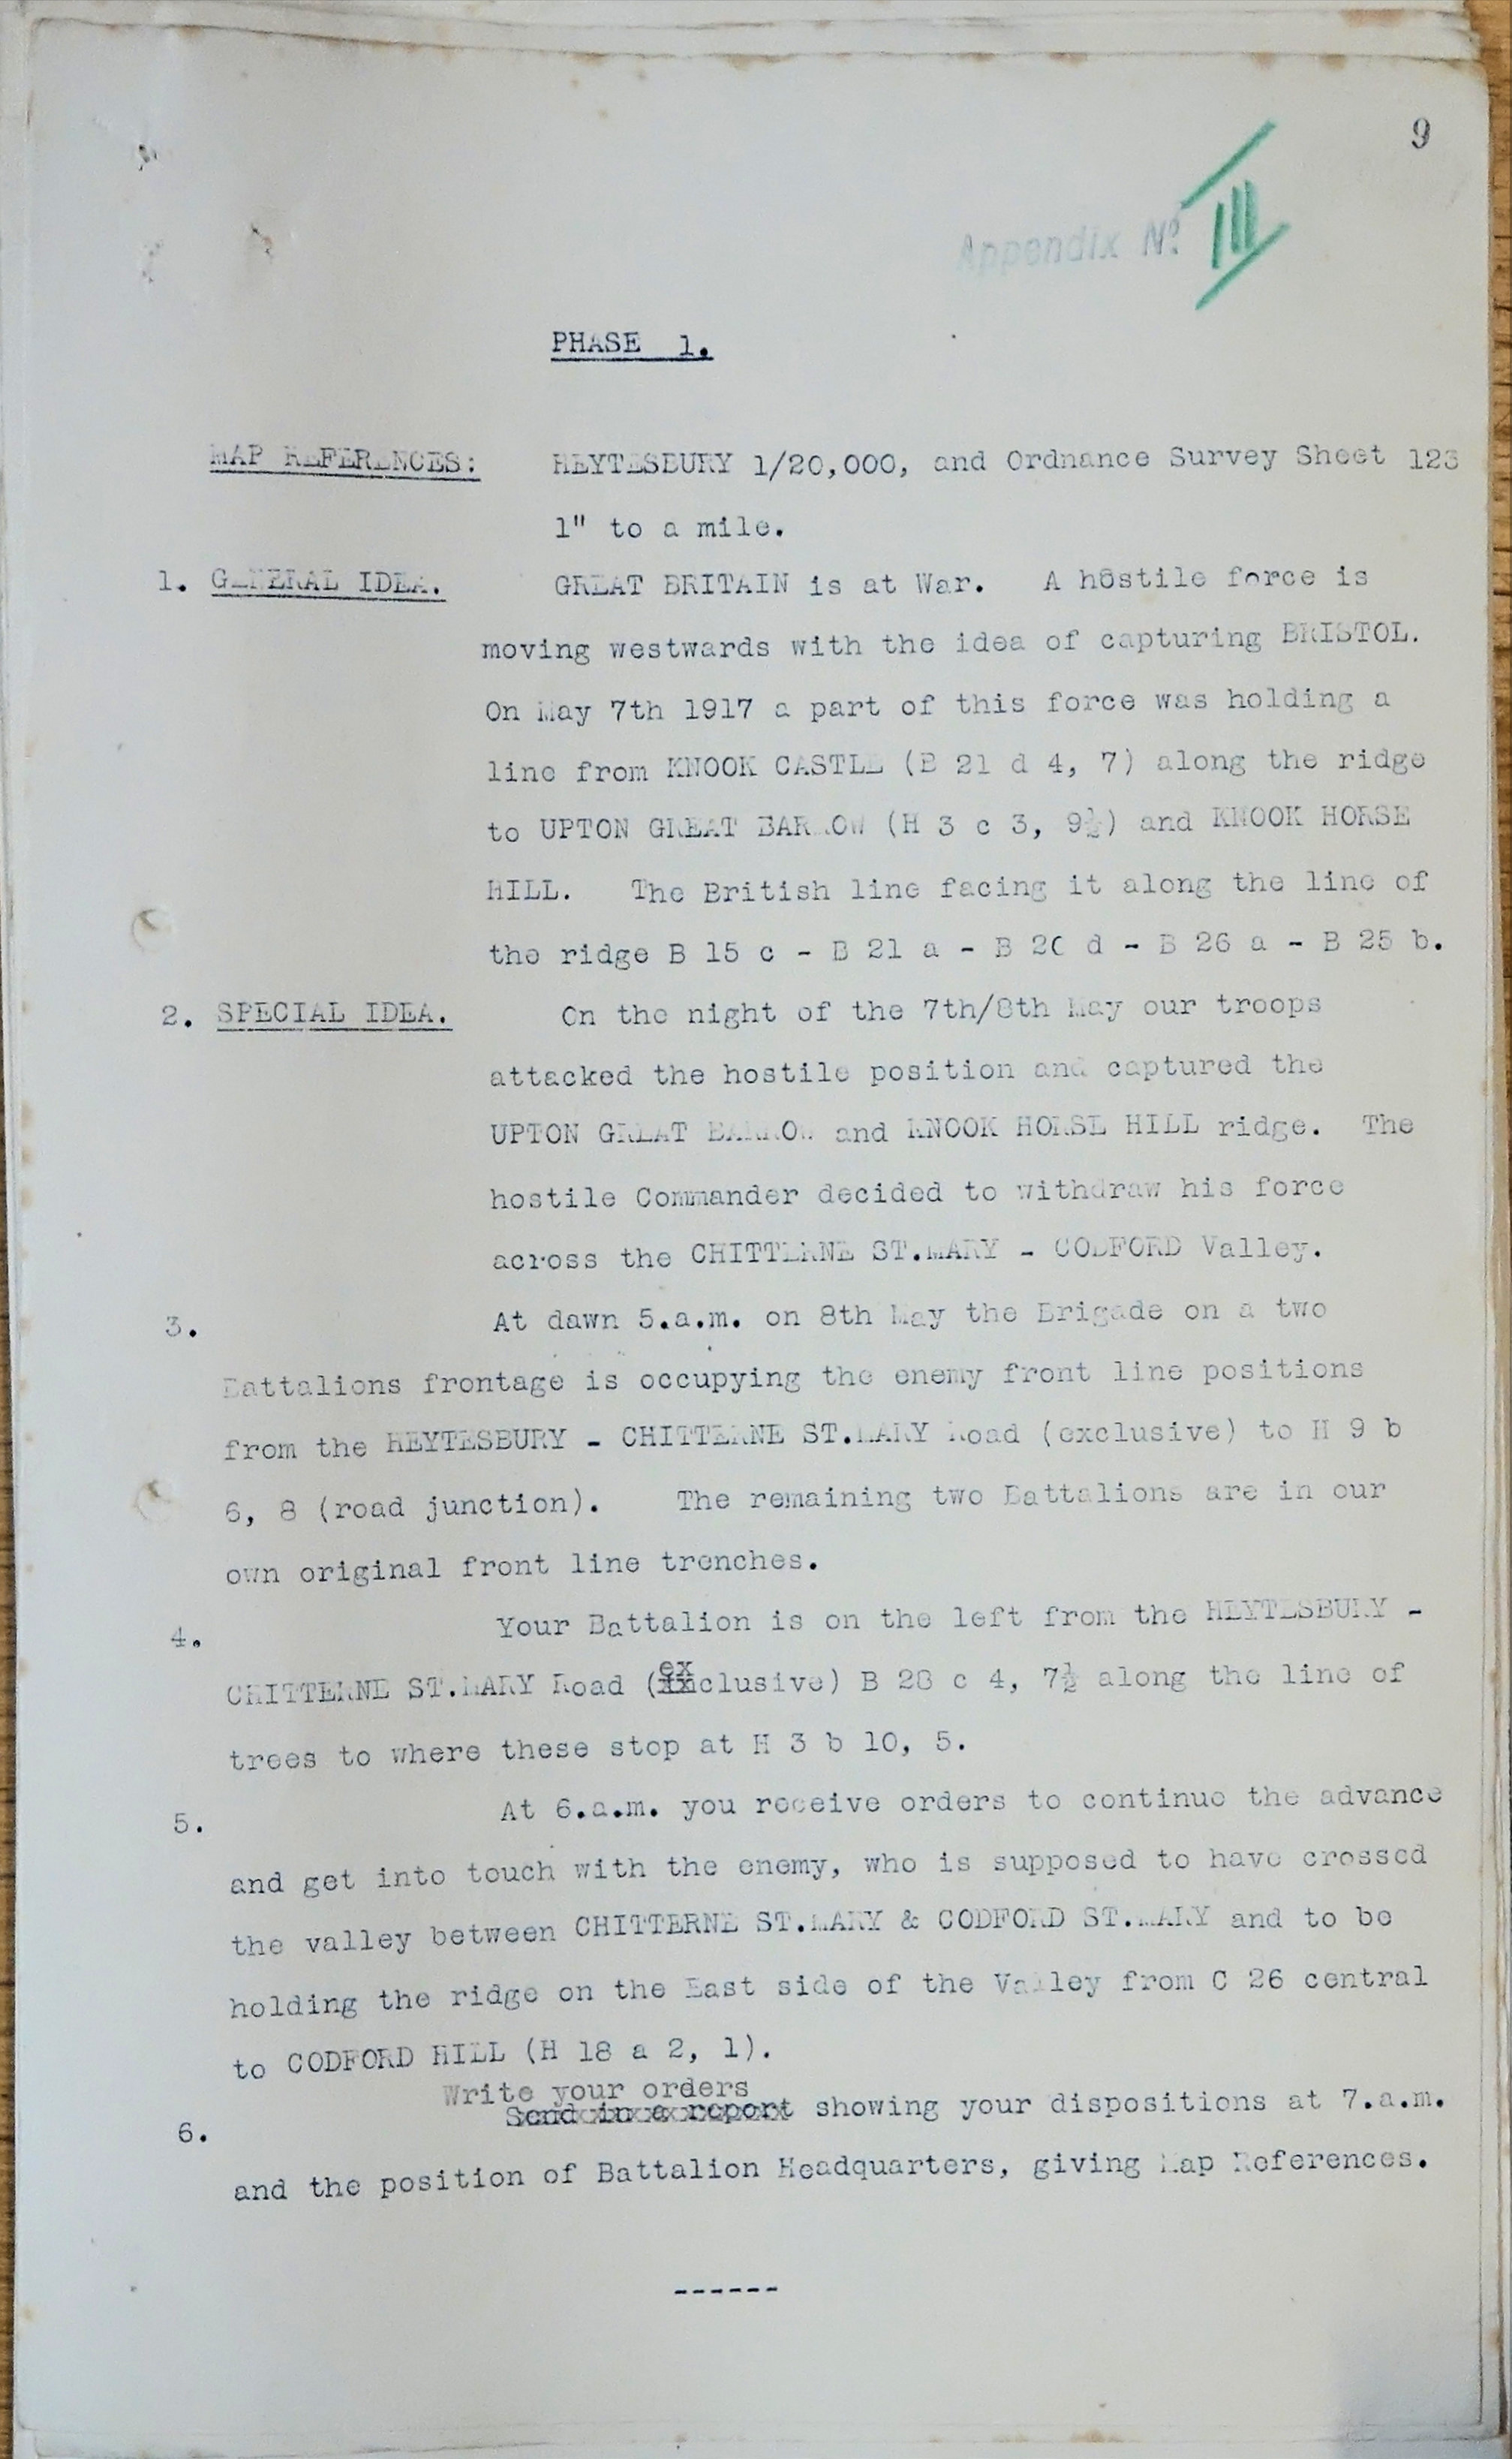 9
Appendix Nº III
PHASE 1.
MAP REFERENCES: HEYTESBURY 1/20,000, and Ordnance Survey Sheet 123
1" to a mile.
1. GENERAL IDEA. GREAT BRITAIN is at War. A hostile force is
moving westwards with the idea of capturing BRISTOL.
On May 7th 1917 a part of this force was holding a
line from KNOOK CASTLE (B 21 d 4, 7) along the ridge
to UPTON GREAT BARROW (H 3 c 3, 9½) and KNOOK HORSE
HILL. The British line facing it along the line of
the ridge B 15 c - B 21 a - B 20 d - B 26 a - B 25 b.
2. SPECIAL IDEA. On the night of the 7th/8th May our troops
attacked the hostile position and captured the
UPTON GREAT BARROW and KNOOK HORSE HILL ridge. The
hostile Commander decided to withdraw his force
across the CHITTERNE ST.MARY - CODFORD Valley.
3. At dawn 5.a.m. on 8th May the Brigade on a two
Battalions frontage is occupying the enemy front line positions
from the HEYTESBURY - CHITTERNE ST.MARY Road (exclusive) to H 9 b
6, 8 (road junction). The remaining two Battalions are in our
own original front line trenches.
4. Your Battalion is on the left from the HEYTESBURY -
CHITTERNE ST.MARY Road (exclusive) B 28 c 4, 7½ along the line of
trees to where these stop at H 3 b 10, 5.
5. At 6.a.m. you receive orders to continue the advance
and get into touch with the enemy, who is supposed to have crossed
the valley between CHITTERNE ST.MARY & CODFORD ST.MARY and to be
holding the ridge on the East side of the Valley from C 26 central
to CODFORD HILL (H 18 a 2, 1).
Write your orders
6. Send in a report showing your dispositions at 7.a.m.
and the position of Battalion Headquarters, giving Map References.
------